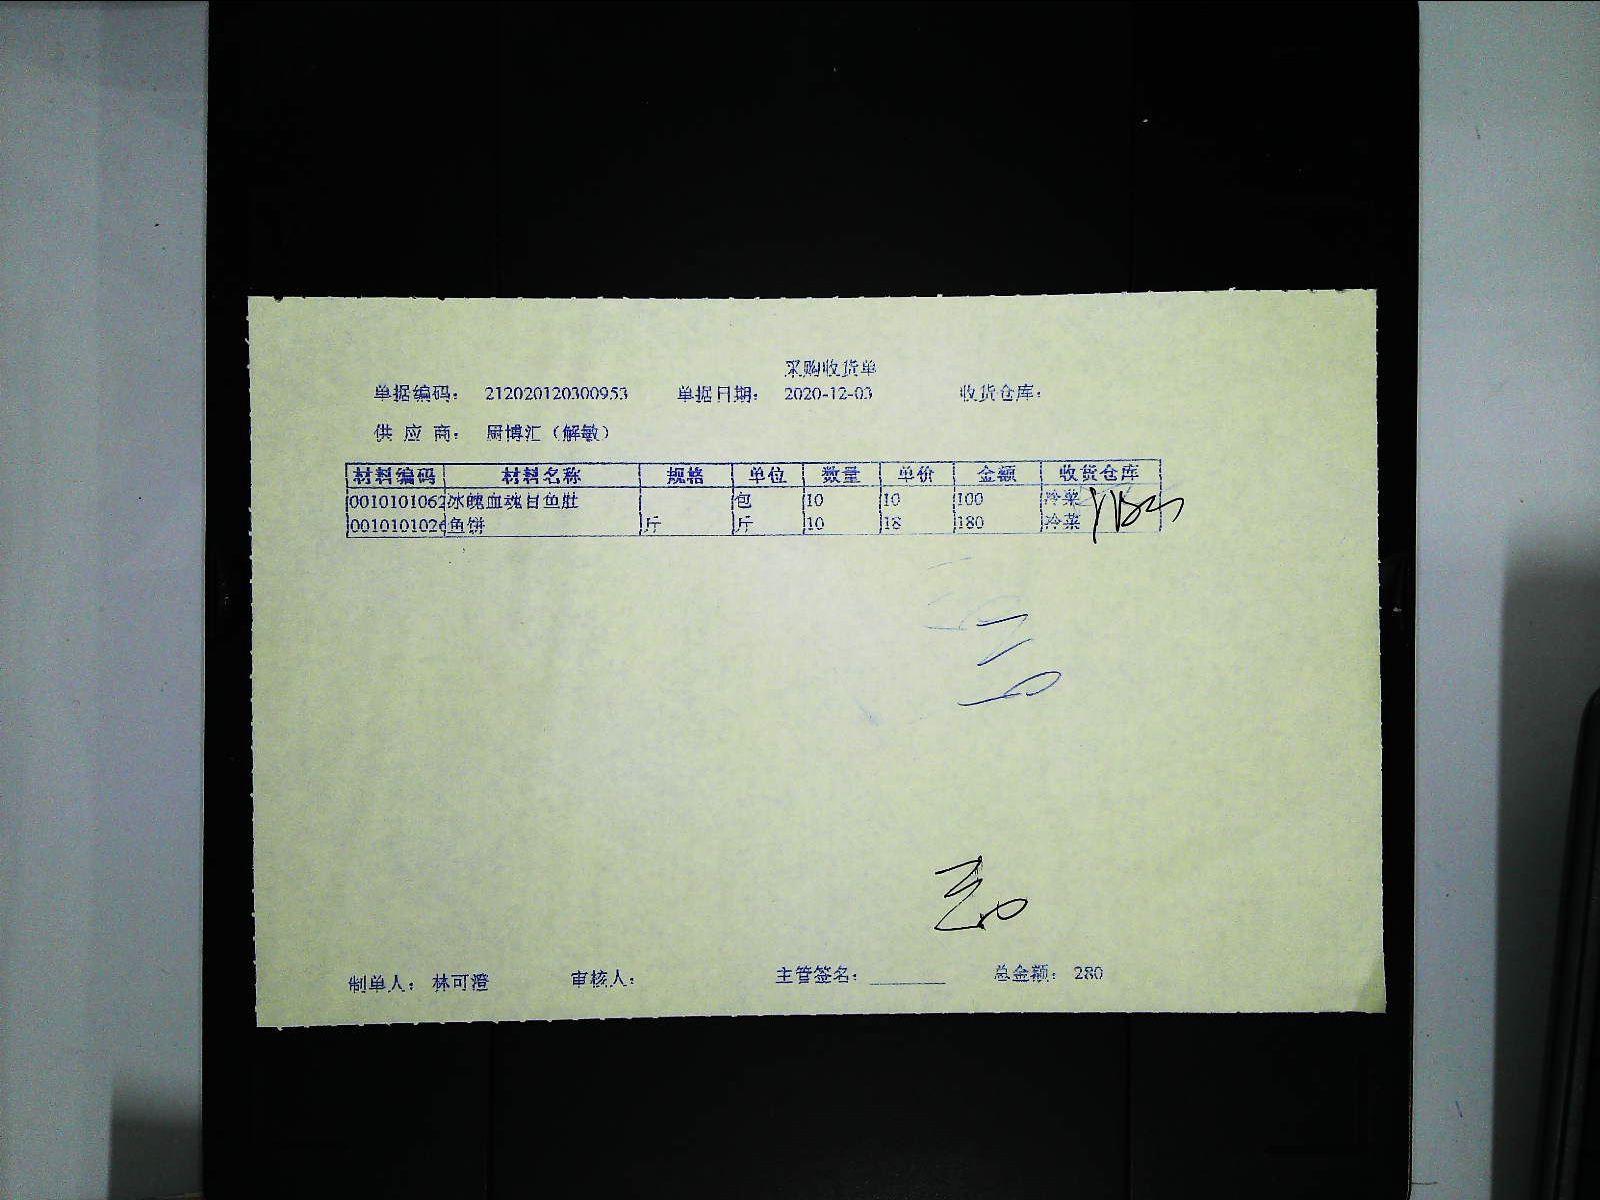 采购收货单
单据编码： 212020120300953 单据日期： 2020-12-03 收货仓库：
供 应 商： 厨博汇（解敏）
材料编码 材料名称 规格 单位 数量 单价 金额 收货仓库
0010101062 冰魄血魂目鱼肚 包 10 10 100 冷菜
001010102 鱼饼 斤 斤 10 18 180 冷菜
制单人： 林可澄 审核人： 主管签名： 总金额： 280